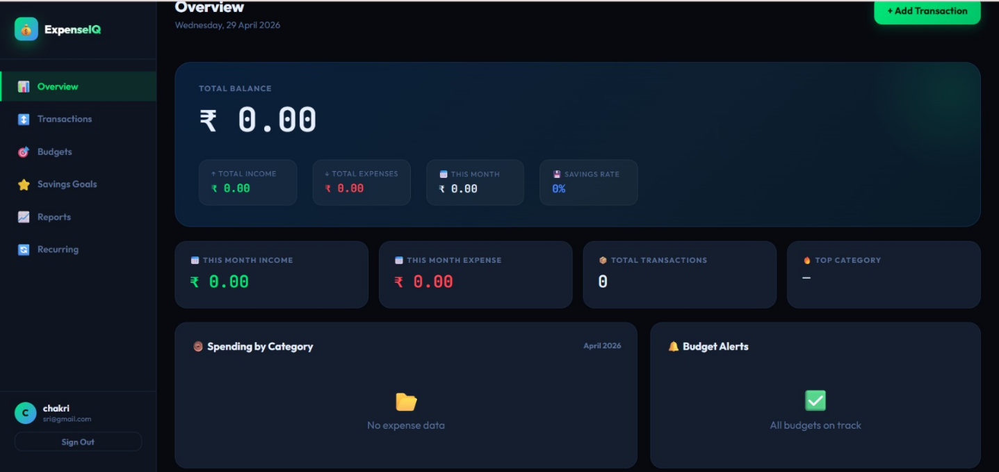 ExpenseIQ
Overview
Transactions
Budgets
Savings Goals
Reports
Recurring
C
chakri
sri@gmail.com
Sign Out
Overview
Wednesday, 29 April 2026
+ Add Transaction
TOTAL BALANCE
₹ 0.00
↑ TOTAL INCOME
₹ 0.00
↓ TOTAL EXPENSES
₹ 0.00
THIS MONTH
₹ 0.00
SAVINGS RATE
0%
THIS MONTH INCOME
₹ 0.00
THIS MONTH EXPENSE
₹ 0.00
TOTAL TRANSACTIONS
0
TOP CATEGORY
—
Spending by Category
April 2026
No expense data
Budget Alerts
All budgets on track